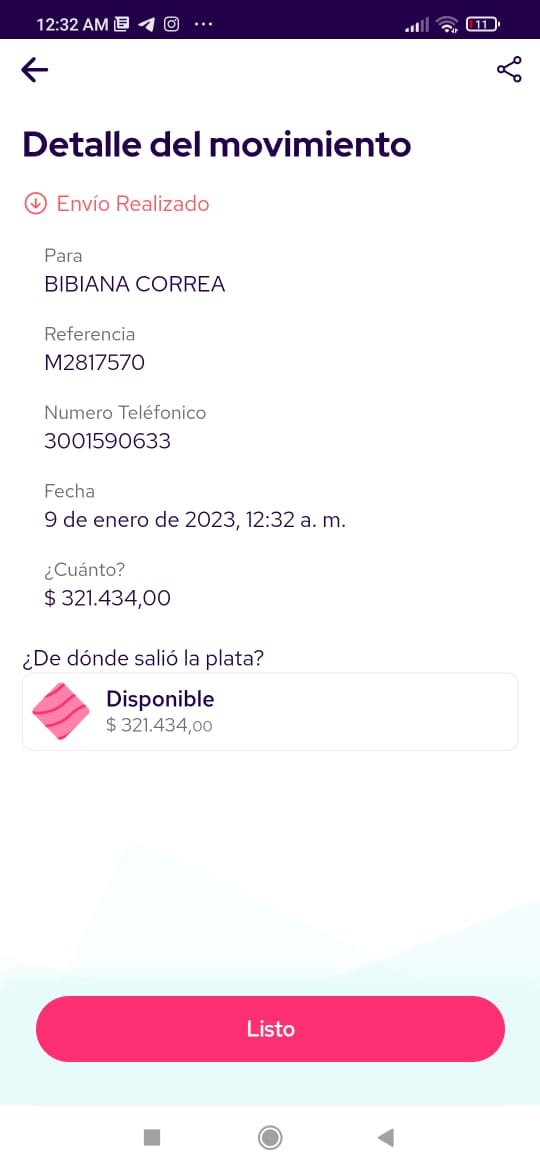 12:32 AM
11
Detalle del movimiento
Envío Realizado
Para
BIBIANA CORREA
Referencia
M2817570
Numero Teléfonico
3001590633
Fecha
9 de enero de 2023, 12:32 a. m.
¿Cuánto?
$ 321.434,00
¿De dónde salió la plata?
Disponible
$ 321.434,00
Listo